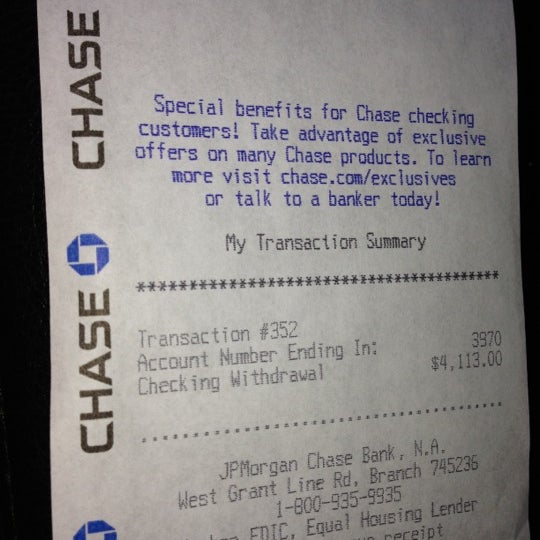 CHASE
CHASE
Special benefits for Chase checking
customers! Take advantage of exclusive
offers on many Chase products. To learn
more visit chase.com/exclusives
or talk to a banker today!
My Transaction Summary
****************************************
Transaction #352
Account Number Ending In: 3970
Checking Withdrawal $4,113.00
JPMorgan Chase Bank, N.A.
West Grant Line Rd, Branch 745236
1-800-935-9935
FDIC, Equal Housing Lender
receipt